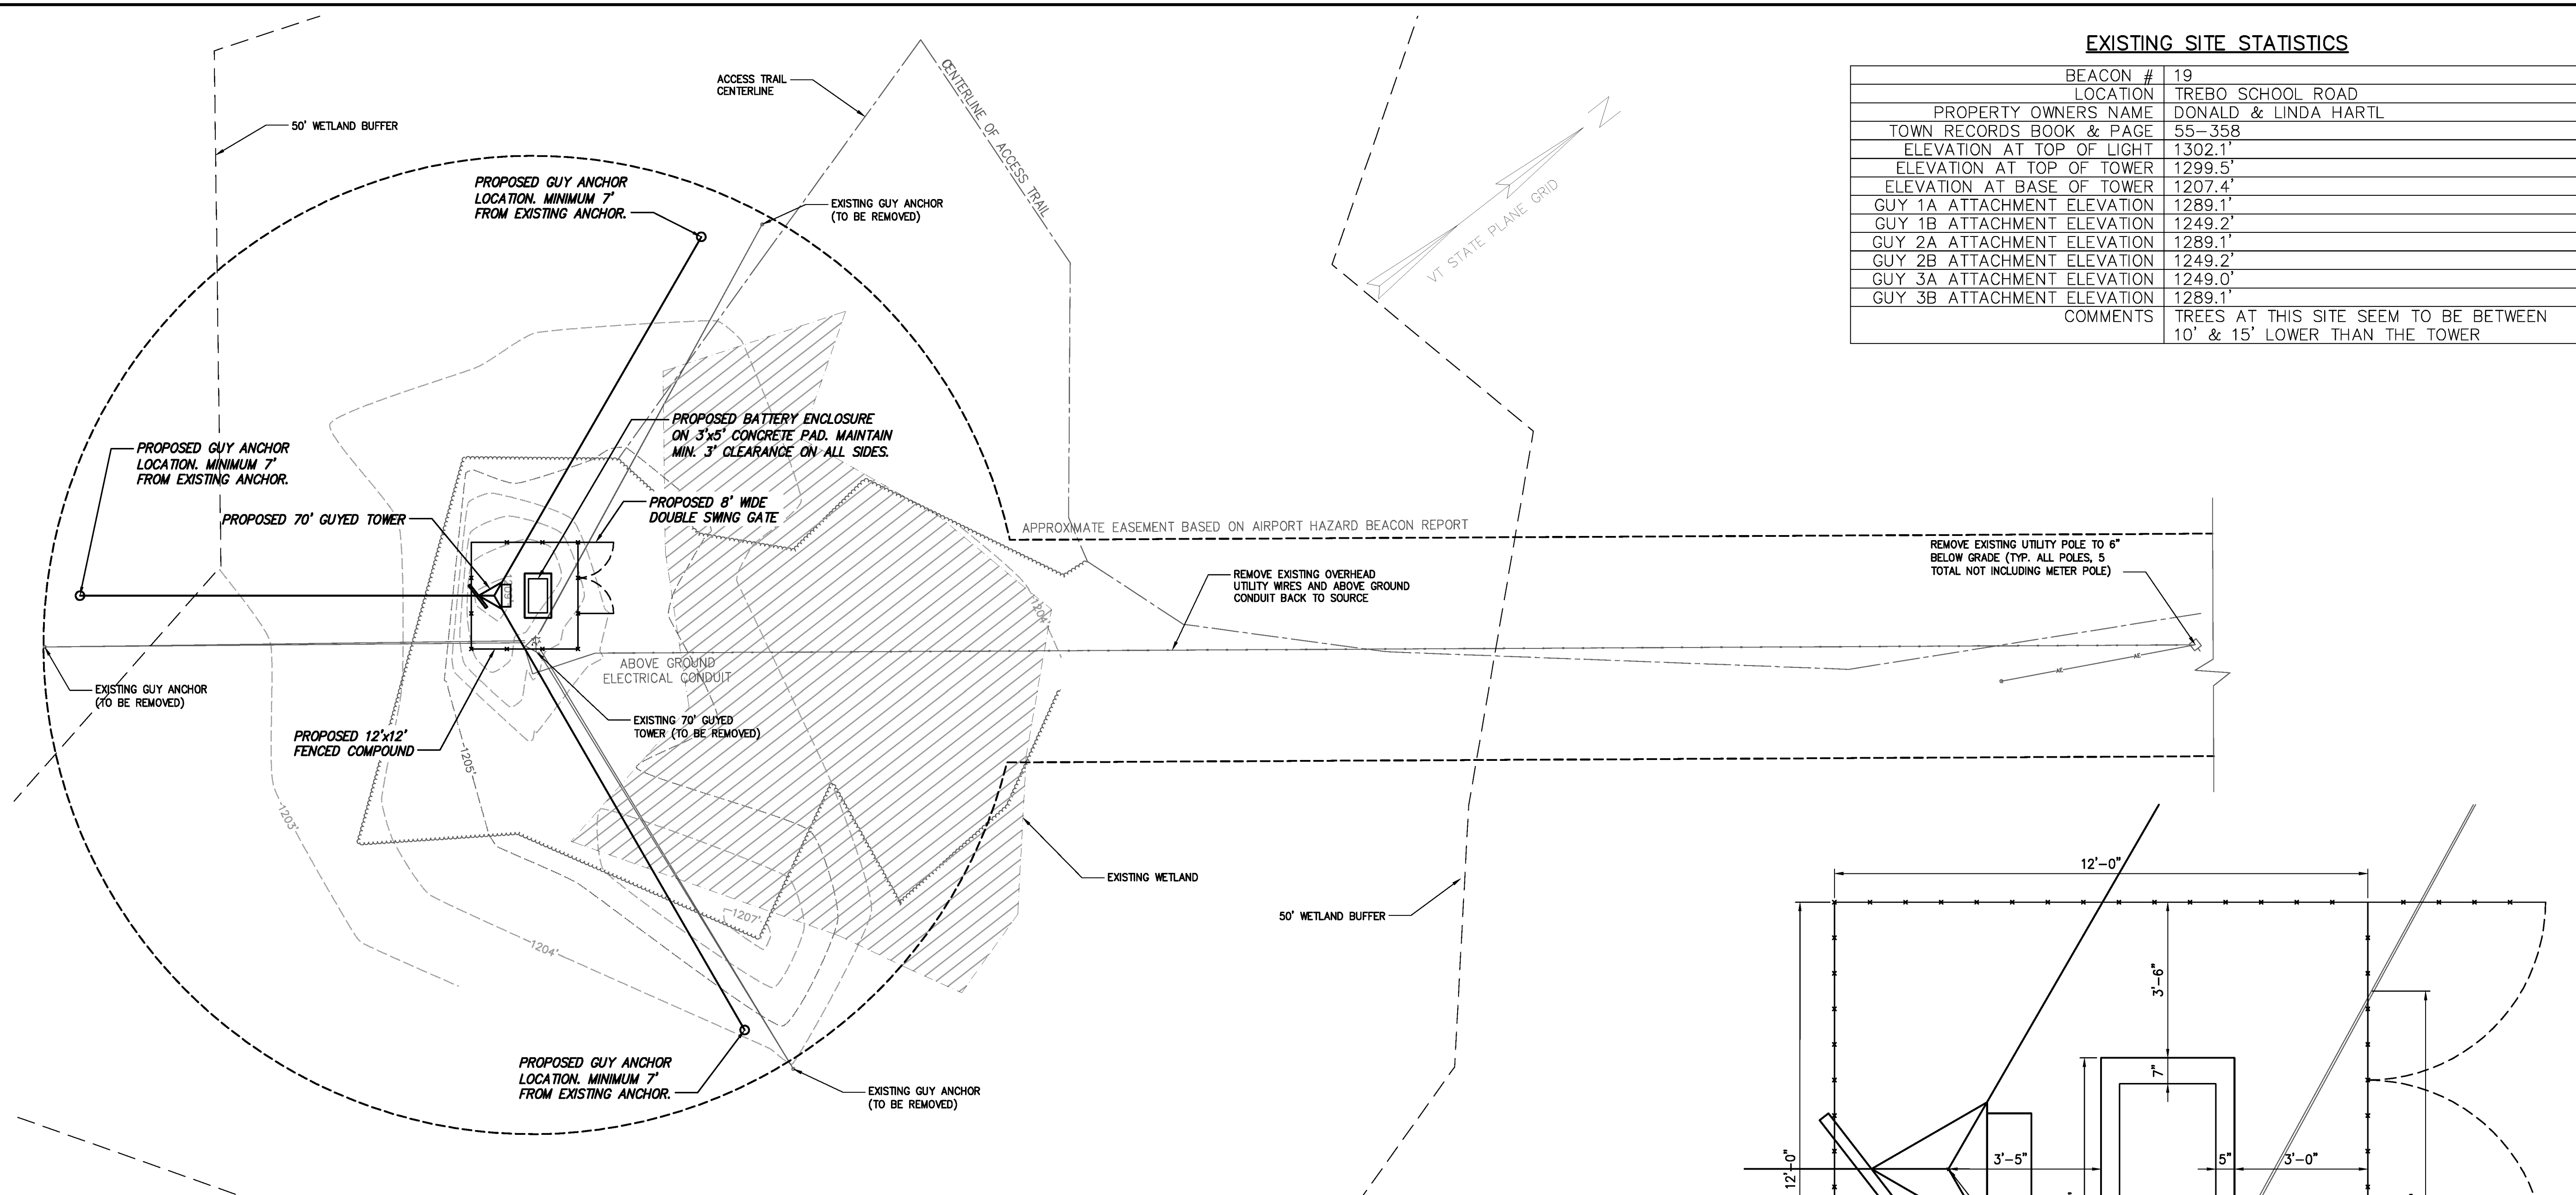 EXISTING SITE STATISTICS
BEACON # 19
LOCATION TREBO SCHOOL ROAD
PROPERTY OWNERS NAME DONALD & LINDA HARTL
TOWN RECORDS BOOK & PAGE 55-358
ELEVATION AT TOP OF LIGHT 1302.1'
ELEVATION AT TOP OF TOWER 1299.5'
ELEVATION AT BASE OF TOWER 1207.4'
GUY 1A ATTACHMENT ELEVATION 1289.1'
GUY 1B ATTACHMENT ELEVATION 1249.2'
GUY 2A ATTACHMENT ELEVATION 1289.1'
GUY 2B ATTACHMENT ELEVATION 1249.2'
GUY 3A ATTACHMENT ELEVATION 1249.0'
GUY 3B ATTACHMENT ELEVATION 1289.1'
COMMENTS TREES AT THIS SITE SEEM TO BE BETWEEN
10' & 15' LOWER THAN THE TOWER
ACCESS TRAIL
CENTERLINE
CENTERLINE OF ACCESS TRAIL
50' WETLAND BUFFER
PROPOSED GUY ANCHOR
LOCATION. MINIMUM 7'
FROM EXISTING ANCHOR.
EXISTING GUY ANCHOR
(TO BE REMOVED)
N
VT STATE PLANE GRID
PROPOSED BATTERY ENCLOSURE
ON 3'x5' CONCRETE PAD. MAINTAIN
MIN. 3' CLEARANCE ON ALL SIDES.
PROPOSED GUY ANCHOR
LOCATION. MINIMUM 7'
FROM EXISTING ANCHOR.
PROPOSED 8' WIDE
DOUBLE SWING GATE
PROPOSED 70' GUYED TOWER
APPROXIMATE EASEMENT BASED ON AIRPORT HAZARD BEACON REPORT
REMOVE EXISTING UTILITY POLE TO 6"
BELOW GRADE (TYP. ALL POLES, 5
TOTAL NOT INCLUDING METER POLE)
REMOVE EXISTING OVERHEAD
UTILITY WIRES AND ABOVE GROUND
CONDUIT BACK TO SOURCE
1204'
ABOVE GROUND
ELECTRICAL CONDUIT
EXISTING GUY ANCHOR
(TO BE REMOVED)
EXISTING 70' GUYED
TOWER (TO BE REMOVED)
PROPOSED 12'x12'
FENCED COMPOUND
1205'
1203'
1207'
1204'
EXISTING WETLAND
50' WETLAND BUFFER
PROPOSED GUY ANCHOR
LOCATION. MINIMUM 7'
FROM EXISTING ANCHOR.
EXISTING GUY ANCHOR
(TO BE REMOVED)
12'-0"
3'-6"
7"
12'-0"
3'-5"
5"
3'-0"